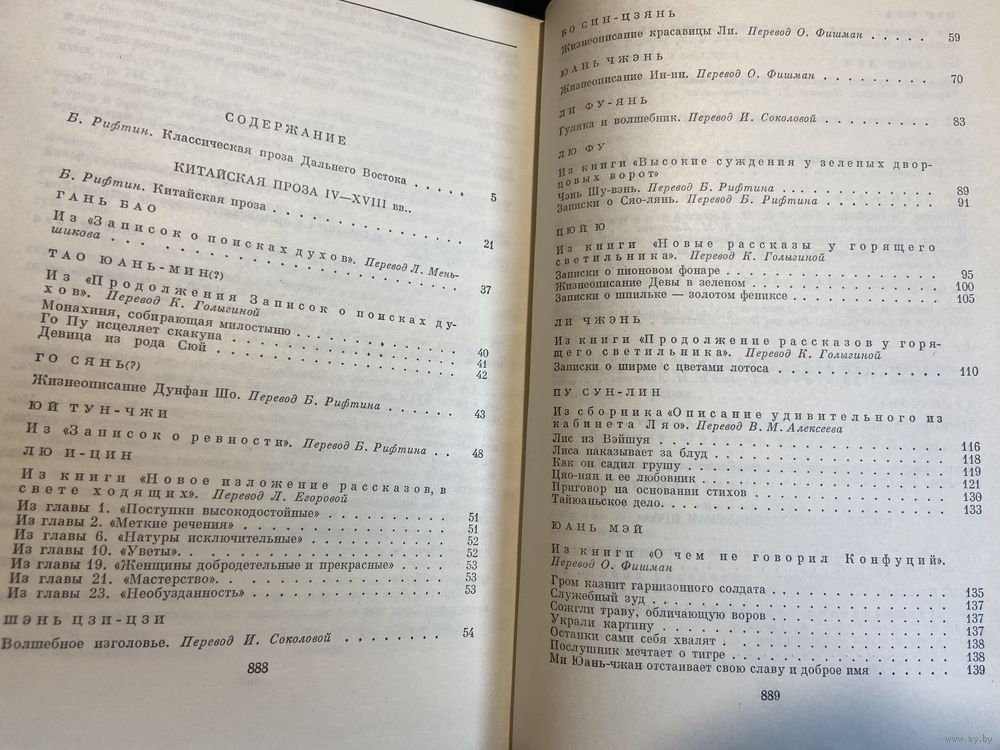 СОДЕРЖАНИЕ
Б. Рифтин. Классическая проза Дальнего Востока . . . . . 5
КИТАЙСКАЯ ПРОЗА IV—XVIII вв..
Б. Рифтин. Китайская проза . . . . . . . . . . . . . 21
ГАНЬ БАО
Из «Записок о поисках духов». Перевод Л. Мень-
шикова . . . . . . . . . . . . . . . . . 37
ТАО ЮАНЬ-МИН(?)
Из «Продолжения Записок о поисках ду-
хов». Перевод К. Голыгиной
Монахиня, собирающая милостыню . . . . . . . . . 40
Го Пу исцеляет скакуна . . . . . . . . . . . . 41
Девица из рода Сюй . . . . . . . . . . . . . 42
ГО СЯНЬ(?)
Жизнеописание Дунфан Шо. Перевод Б. Рифтина . . . . . . 43
ЮЙ ТУН-ЧЖИ
Из «Записок о ревности». Перевод Б. Рифтина . . 48
ЛЮ И-ЦИН
Из книги «Новое изложение рассказов, в
свете ходящих». Перевод Л. Егоровой
Из главы 1. «Поступки высокодостойные» . . . . . . . . 51
Из главы 2. «Меткие речения» . . . . . . . . . . . . 51
Из главы 6. «Натуры исключительные» . . . . . . . . . 52
Из главы 10. «Уветы». . . . . . . . . . . . . . . 52
Из главы 19. «Женщины добродетельные и прекрасные» . . . . 53
Из главы 21. «Мастерство». . . . . . . . . . . . . 53
Из главы 23. «Необузданность» . . . . . . . . . . . 53
ШЭНЬ ЦЗИ-ЦЗИ
Волшебное изголовье. Перевод И. Соколовой . . . . . . . 54
888
БО СИН-ЦЗЯНЬ
Жизнеописание красавицы Ли. Перевод О. Фишман . . . . . 59
ЮАНЬ ЧЖЭНЬ
Жизнеописание Ин-ин. Перевод О. Фишман . . . . . . . . 70
ЛИ ФУ-ЯНЬ
Гуляка и волшебник. Перевод И. Соколовой . . . . . . . . 83
ЛЮ ФУ
Из книги «Высокие суждения у зеленых двор-
цовых ворот»
Чэнь Шу-вэнь. Перевод Б. Рифтина . . . . . . . . . . . 89
Записки о Сяо-лянь. Перевод Б. Рифтина . . . . . . . . . 91
ЦЮЙ Ю
Из книги «Новые рассказы у горящего
светильника». Перевод К. Голыгиной
Записки о пионовом фонаре . . . . . . . . . . . . . . 95
Жизнеописание Девы в зеленом . . . . . . . . . . . . . 100
Записки о шпильке — золотом фениксе . . . . . . . . . . 105
ЛИ ЧЖЭНЬ
Из книги «Продолжение рассказов у горя-
щего светильника». Перевод К. Голыгиной
Записки о ширме с цветами лотоса . . . . . . . . . . . 110
ПУ СУН-ЛИН
Из сборника «Описание удивительного из
кабинета Ляо». Перевод В. М. Алексеева
Лис из Вэйшуя . . . . . . . . . . . . . . . . . . 116
Лиса наказывает за блуд . . . . . . . . . . . . . . . 118
Как он садил грушу . . . . . . . . . . . . . . . . 119
Цяо-нян и ее любовник . . . . . . . . . . . . . . . 121
Приговор на основании стихов . . . . . . . . . . . . . 130
Тайюаньское дело. . . . . . . . . . . . . . . . . 133
ЮАНЬ МЭЙ
Из книги «О чем не говорил Конфуций».
Перевод О. Фишман
Гром казнит гарнизонного солдата . . . . . . . . . . . 135
Служебный зуд . . . . . . . . . . . . . . . . . . 137
Сожгли траву, обличающую воров . . . . . . . . . . . 137
Украли картину . . . . . . . . . . . . . . . . . 137
Останки сами себя хвалят . . . . . . . . . . . . . . 138
Послушник мечтает о тигре . . . . . . . . . . . . . 138
Ми Юань-чжан отстаивает свою славу и доброе имя . . . . . . 139
889
www.ay.by